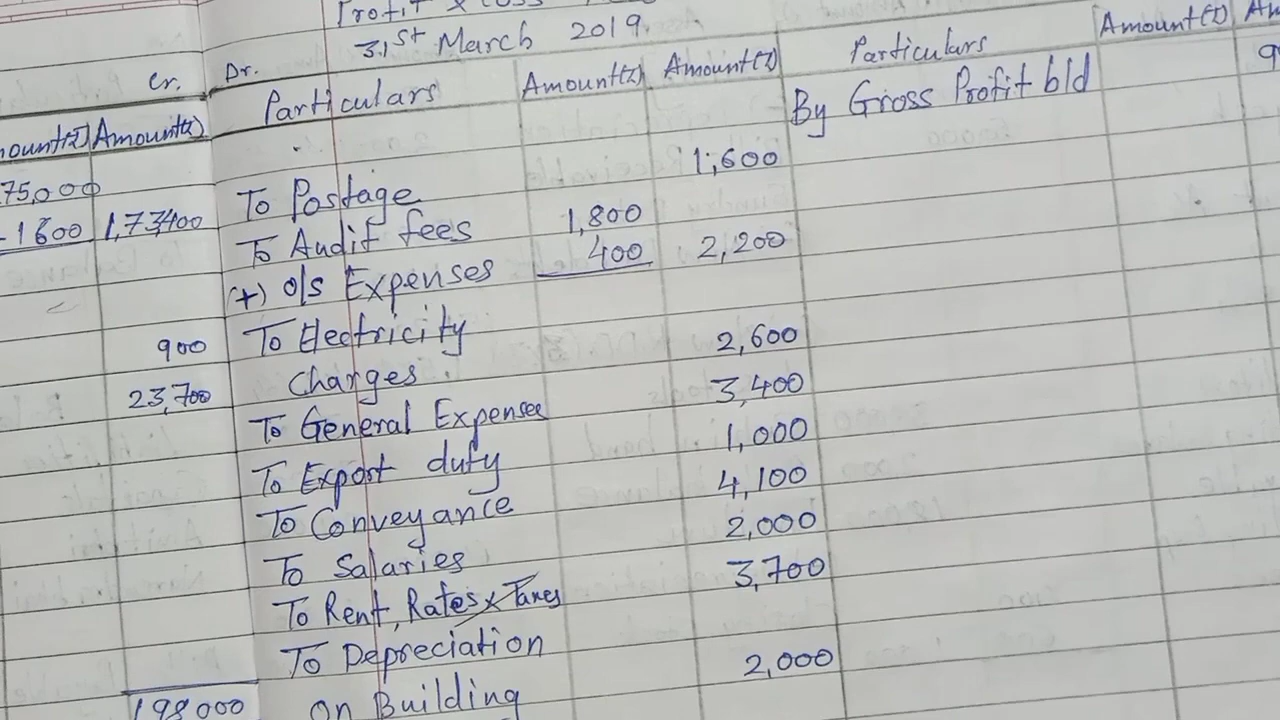 Profit & Loss
31st March 2019.
Cr. Dr.
Particulars Amount(₹) Amount(₹) Particulars Amount(₹)
Amount(₹)
By Gross Profit b/d
75,000
1600 1,73,400
To Postage 1,600
To Audit fees 1,800
(+) o/s Expenses 400 2,200
900 To Electricity
23,700 charges. 2,600
To General Expenses 3,400
To Export duty 1,000
To Conveyance 4,100
To Salaries 2,000
To Rent, Rates & Taxes 3,700
To Depreciation
198000 on Building 2,000